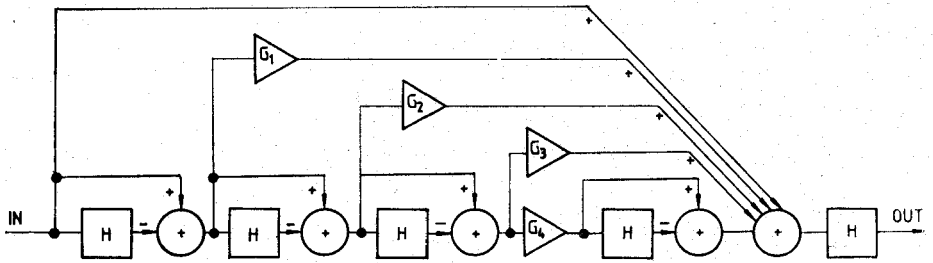 +
G1
+
G2
+
G3
+
+ + + +
IN H - + H - + H - + G4 H - + + H OUT